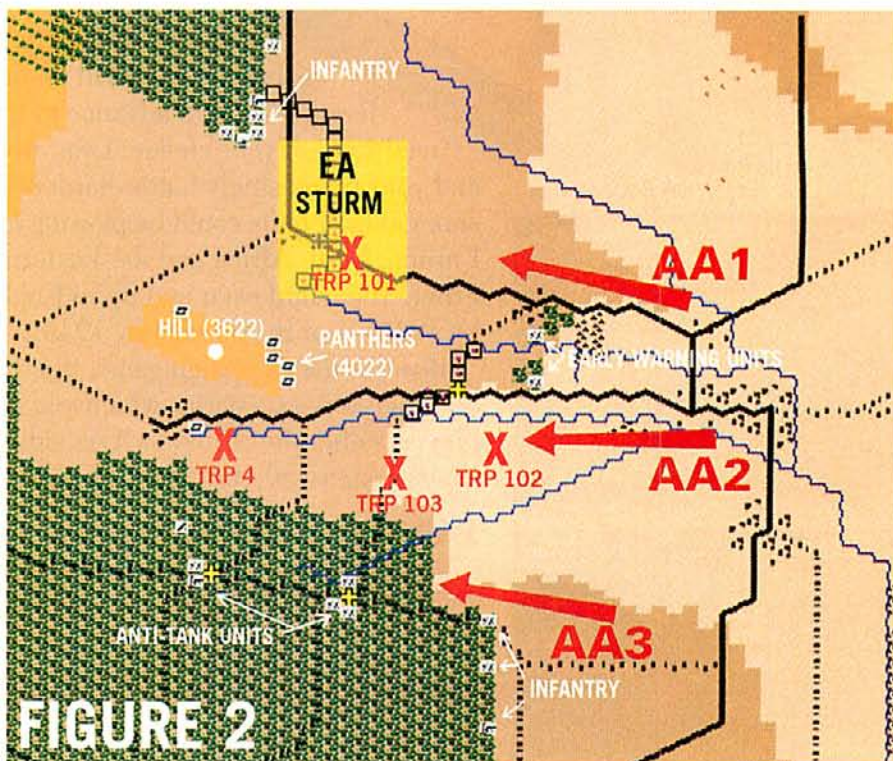 INFANTRY
EA
STURM
TRP 101
AA1
HILL (3622)
PANTHERS
(4022)
EARLY-WARNING UNITS
TRP 4
TRP 103
TRP 102
AA2
ANTI-TANK UNITS
AA3
INFANTRY
FIGURE 2